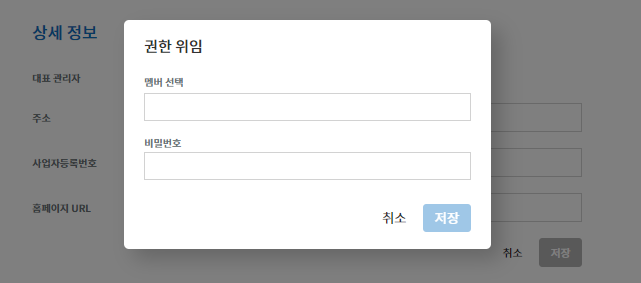 상세 정보
대표 관리자
주소
사업자등록번호
홈페이지 URL
취소
저장
권한 위임
멤버 선택
비밀번호
취소
저장